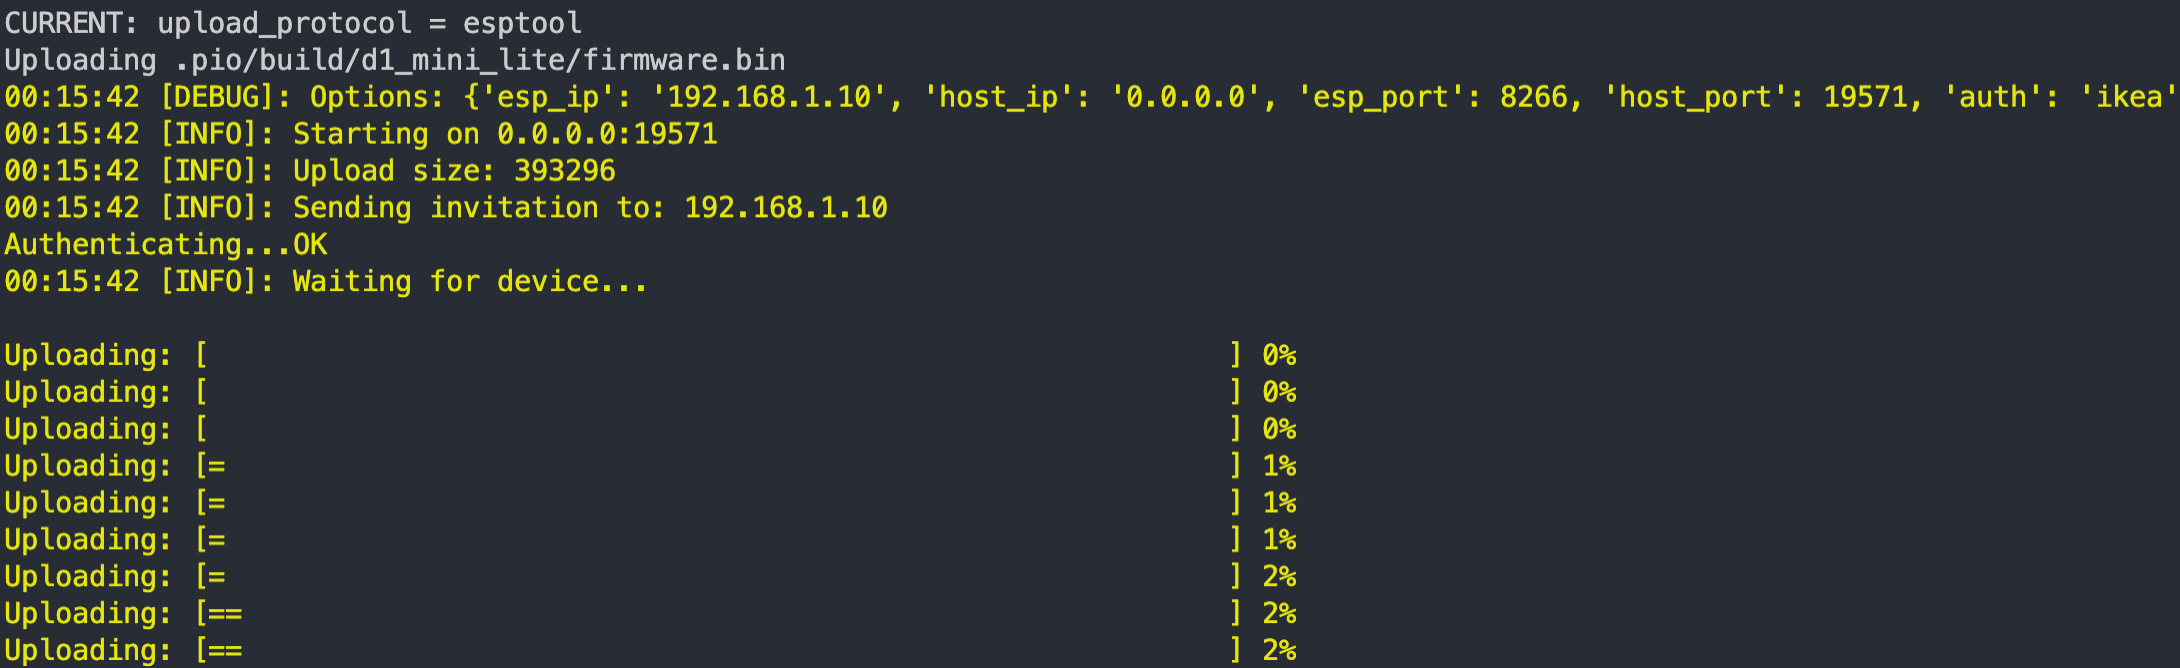 CURRENT: upload_protocol = esptool
Uploading .pio/build/d1_mini_lite/firmware.bin
00:15:42 [DEBUG]: Options: {'esp_ip': '192.168.1.10', 'host_ip': '0.0.0.0', 'esp_port': 8266, 'host_port': 19571, 'auth': 'ikea'
00:15:42 [INFO]: Starting on 0.0.0.0:19571
00:15:42 [INFO]: Upload size: 393296
00:15:42 [INFO]: Sending invitation to: 192.168.1.10
Authenticating...OK
00:15:42 [INFO]: Waiting for device...
Uploading: [                                                            ] 0%
Uploading: [                                                            ] 0%
Uploading: [                                                            ] 0%
Uploading: [=                                                           ] 1%
Uploading: [=                                                           ] 1%
Uploading: [=                                                           ] 1%
Uploading: [=                                                           ] 2%
Uploading: [==                                                          ] 2%
Uploading: [==                                                          ] 2%